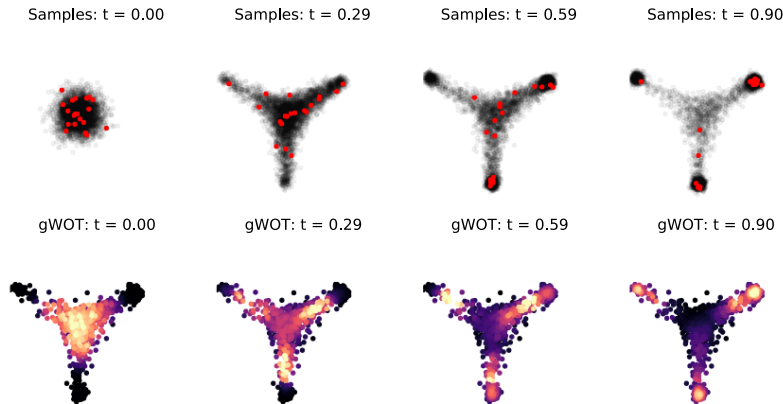 Samples: t = 0.00
Samples: t = 0.29
Samples: t = 0.59
Samples: t = 0.90
gWOT: t = 0.00
gWOT: t = 0.29
gWOT: t = 0.59
gWOT: t = 0.90